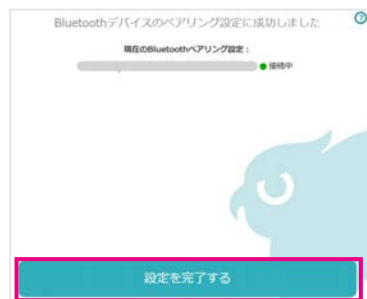 Bluetoothデバイスのペアリング設定に成功しました
現在のBluetoothペアリング設定：
接続中
設定を完了する